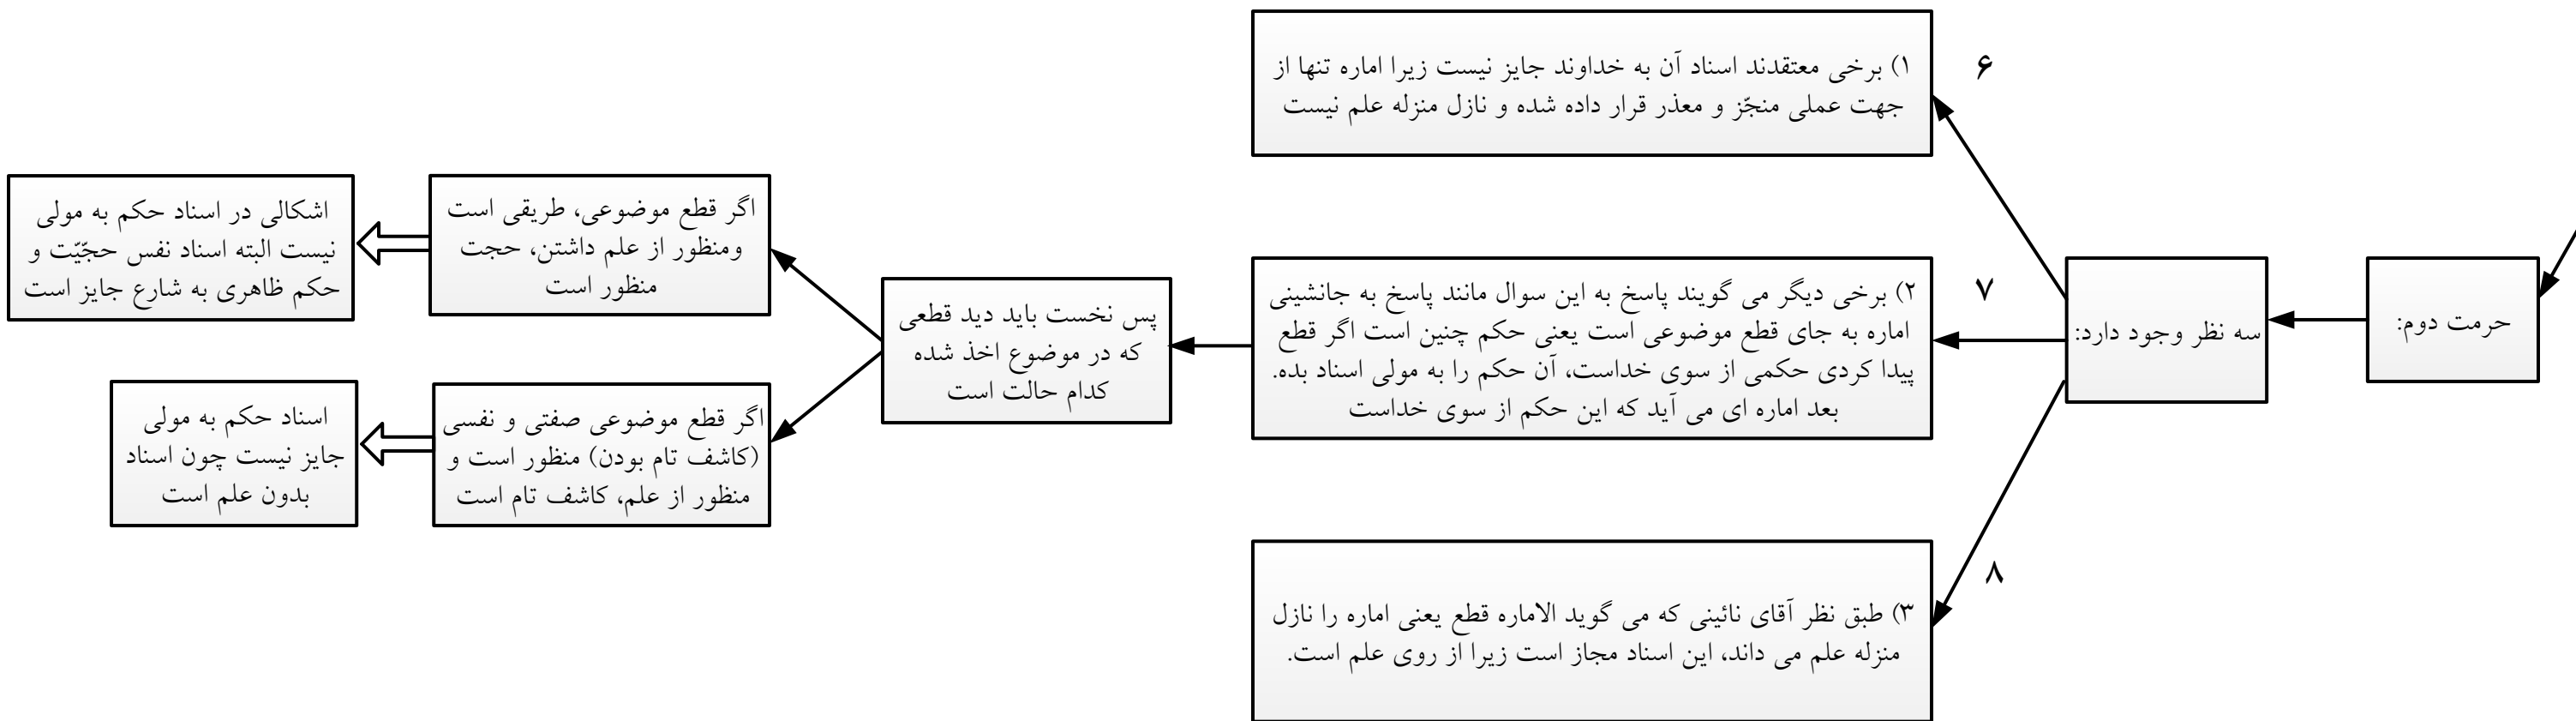 حرمت دوم:
سه نظر وجود دارد:
۶
۱) برخی معتقدند اسناد آن به خداوند جایز نیست زیرا اماره تنها از
جهت عملی منجّز و معذر قرار داده شده و نازل منزله علم نیست
۷
۲) برخی دیگر می گویند پاسخ به این سوال مانند پاسخ به جانشینی
اماره به جای قطع موضوعی است یعنی حکم چنین است اگر قطع
پیدا کردی حکمی از سوی خداست، آن حکم را به مولی اسناد بده.
بعد اماره ای می آید که این حکم از سوی خداست
پس نخست باید دید قطعی
که در موضوع اخذ شده
کدام حالت است
اگر قطع موضوعی، طریقی است
ومنظور از علم داشتن، حجت
منظور است
اشکالی در اسناد حکم به مولی
نیست البته اسناد نفس حجّیّت و
حکم ظاهری به شارع جایز است
اگر قطع موضوعی صفتی و نفسی
(کاشف تام بودن) منظور است و
منظور از علم، کاشف تام است
اسناد حکم به مولی
جایز نیست چون اسناد
بدون علم است
۸
۳) طبق نظر آقای نائینی که می گوید الاماره قطع یعنی اماره را نازل
منزله علم می داند، این اسناد مجاز است زیرا از روی علم است.